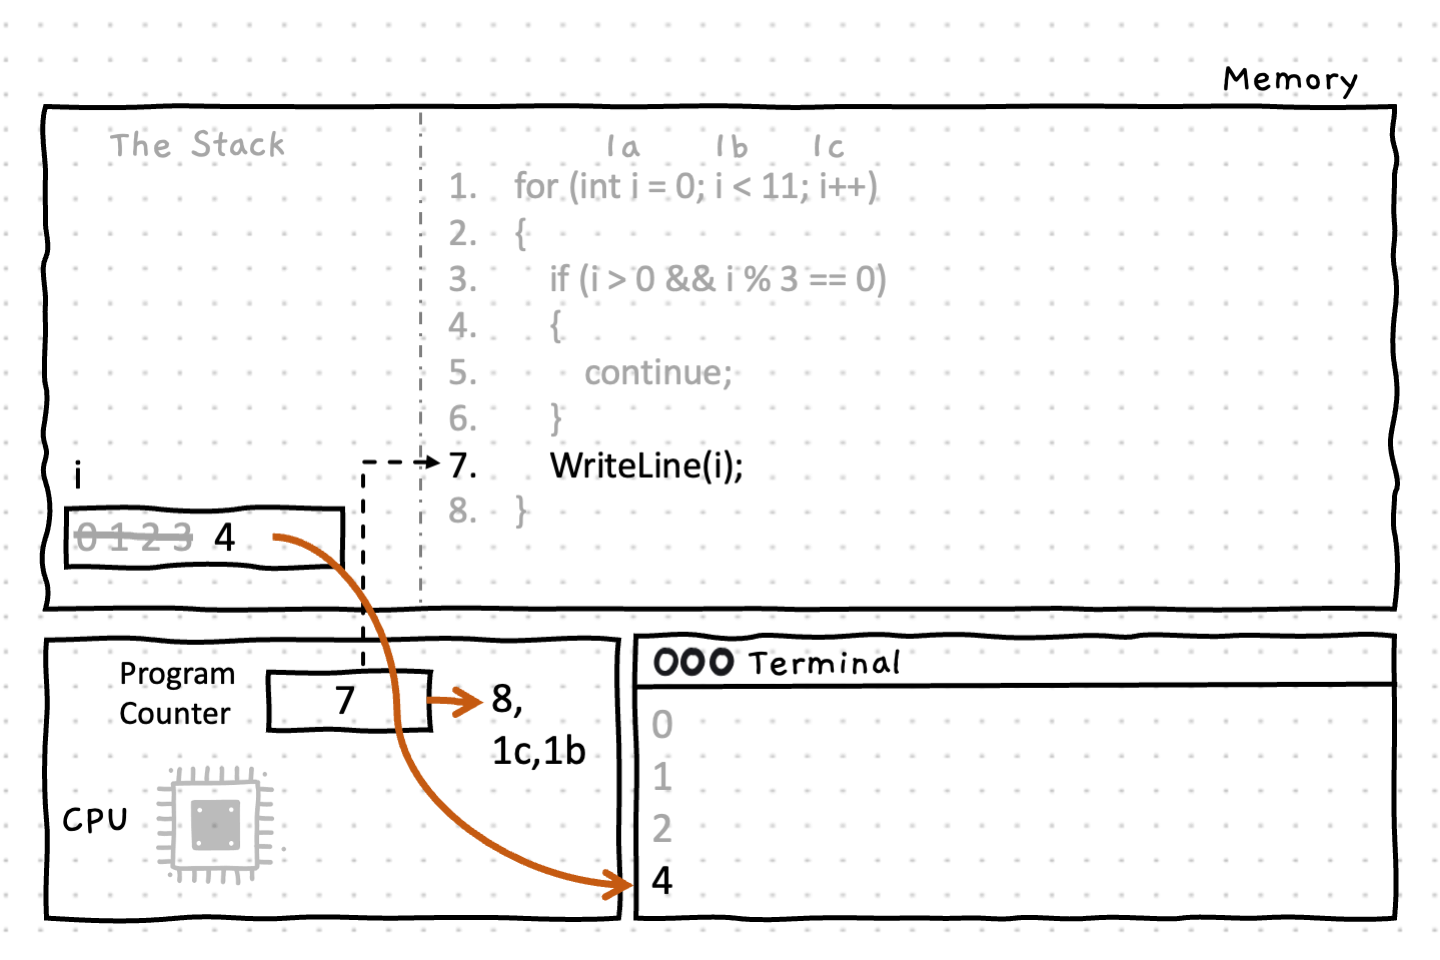 Memory
The Stack
1a 1b 1c
1. for (int i = 0; i < 11; i++)
2. {
3. if (i > 0 && i % 3 == 0)
4. {
5. continue;
6. }
7. WriteLine(i);
8. }
i
0 1 2 3 4
Program
Counter
7
8,
1c,1b
CPU
Terminal
0
1
2
4